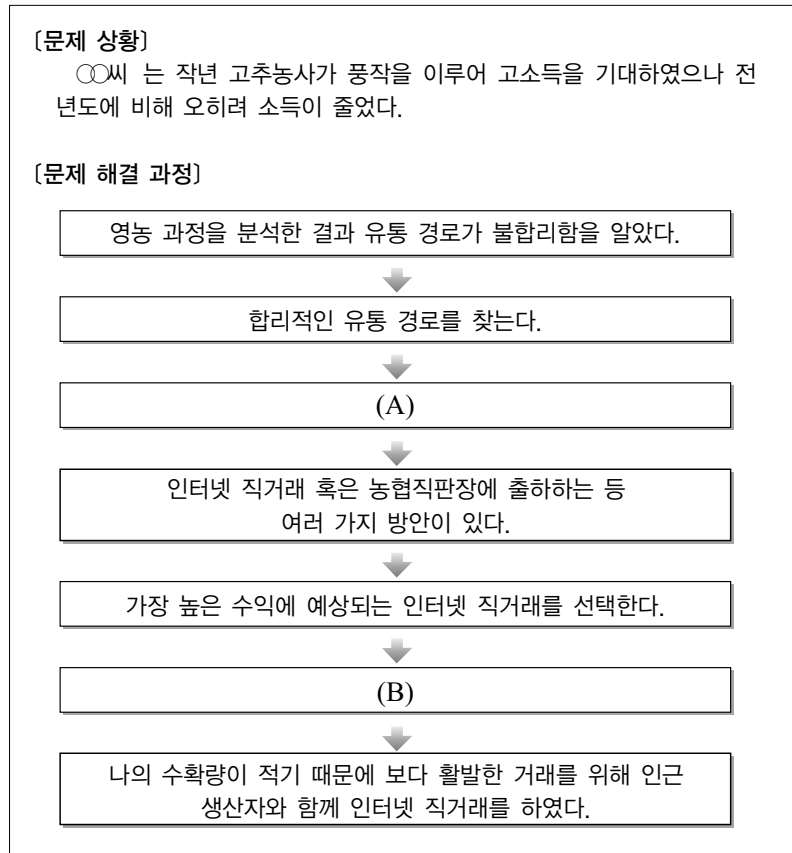 〔문제 상황〕
○○씨 는 작년 고추농사가 풍작을 이루어 고소득을 기대하였으나 전
년도에 비해 오히려 소득이 줄었다.
〔문제 해결 과정〕
영농 과정을 분석한 결과 유통 경로가 불합리함을 알았다.
합리적인 유통 경로를 찾는다.
(A)
인터넷 직거래 혹은 농협직판장에 출하하는 등
여러 가지 방안이 있다.
가장 높은 수익에 예상되는 인터넷 직거래를 선택한다.
(B)
나의 수확량이 적기 때문에 보다 활발한 거래를 위해 인근
생산자와 함께 인터넷 직거래를 하였다.